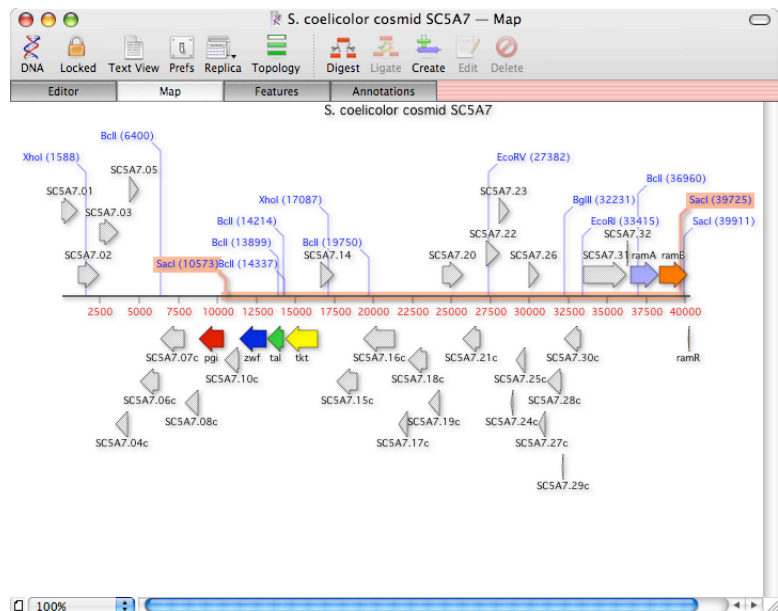 S. coelicolor cosmid SC5A7 — Map
DNA Locked Text View Prefs Replica Topology Digest Ligate Create Edit Delete
Editor Map Features Annotations
S. coelicolor cosmid SC5A7
BclI (6400)
XhoI (1588) SC5A7.05 EcoRV (27382)
BclI (36960)
SC5A7.01 SC5A7.23
XhoI (17087) BglII (32231) SacI (39725)
SC5A7.03 BclI (14214) EcoRI (33415) SacI (39911)
SC5A7.22 SC5A7.32
BclI (13899) BclI (19750)
SC5A7.02 SC5A7.14 SC5A7.20 SC5A7.26 SC5A7.31 ramA ramB
SacI (10573) BclI (14337)
2500 5000 7500 10000 12500 15000 17500 20000 22500 25000 27500 30000 32500 35000 37500 40000
SC5A7.07c pgi zwf tal tkt SC5A7.16c SC5A7.21c SC5A7.30c ramR
SC5A7.10c SC5A7.18c SC5A7.25c
SC5A7.06c SC5A7.15c SC5A7.28c
SC5A7.08c SC5A7.19c SC5A7.24c
SC5A7.04c SC5A7.17c SC5A7.27c
SC5A7.29c
100%